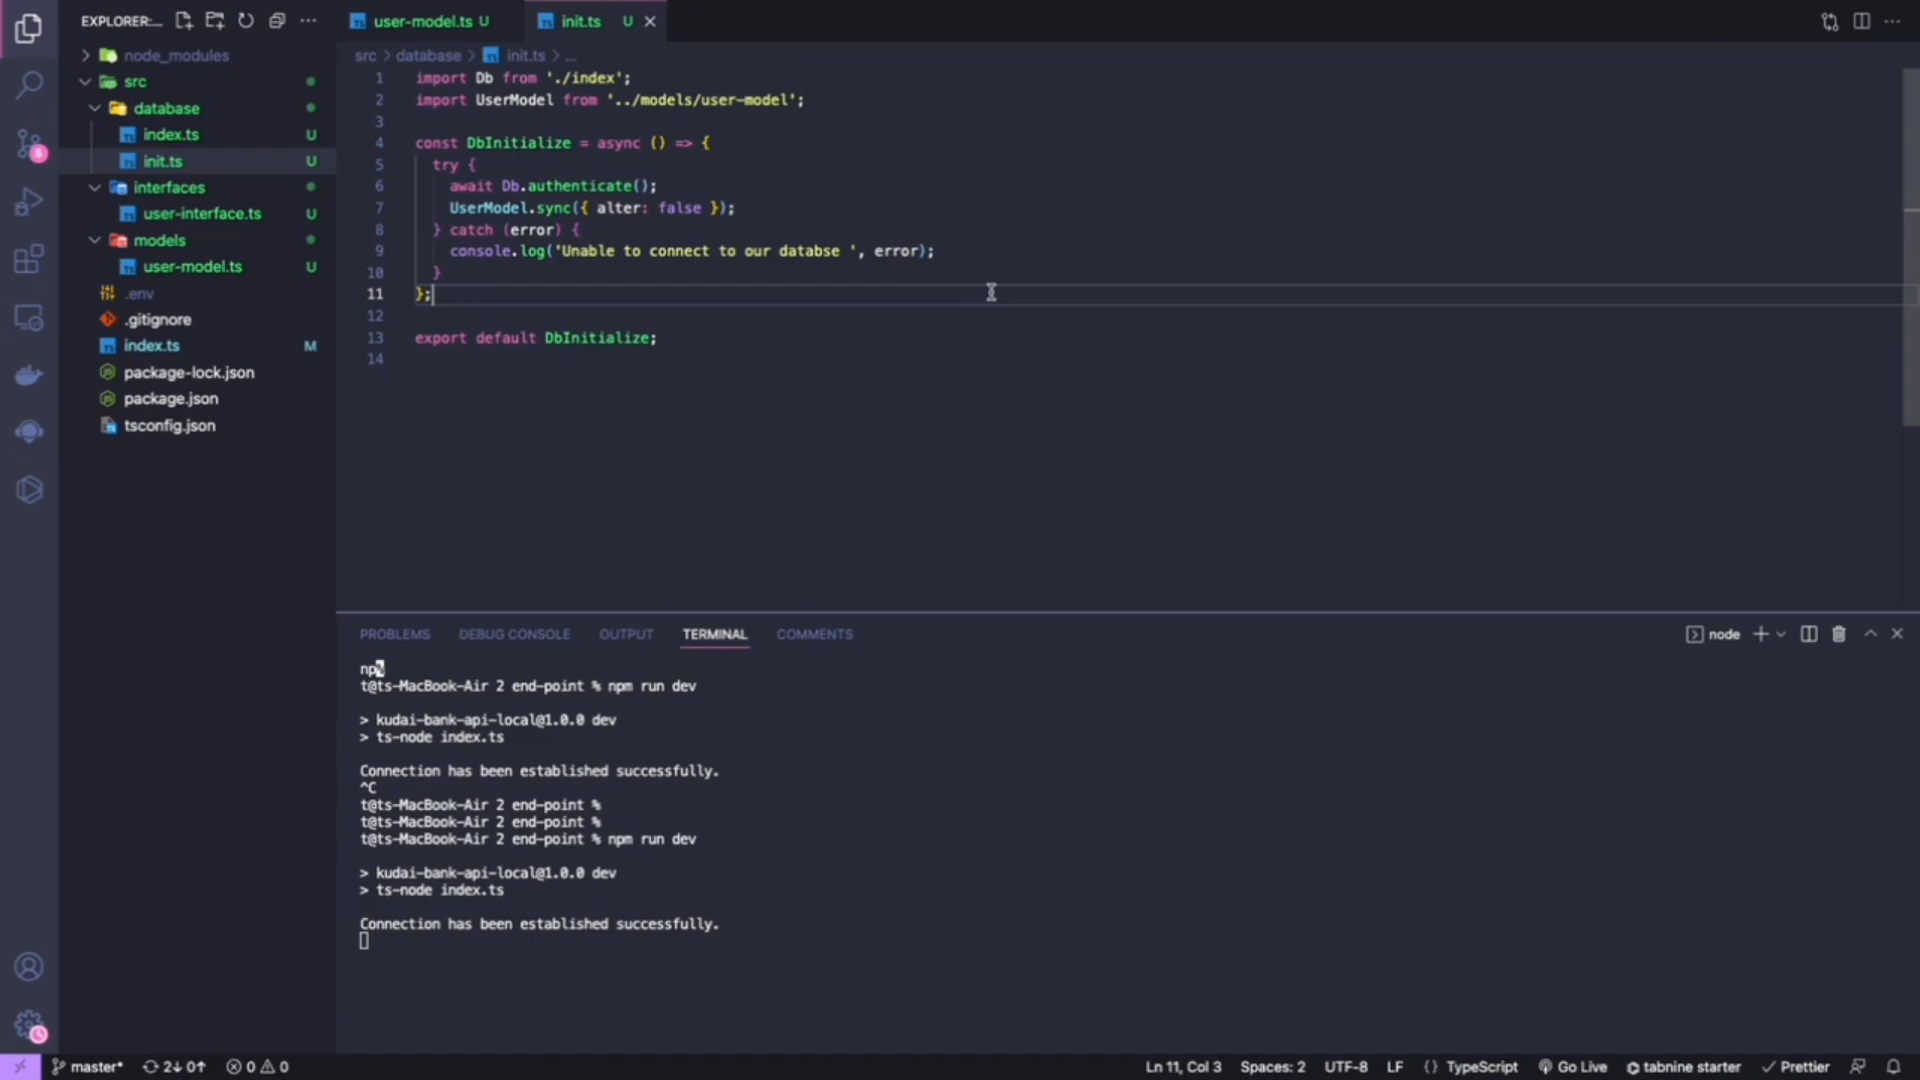 EXPLORER:...
node_modules
src
database
index.ts U
init.ts U
interfaces
user-interface.ts U
models
user-model.ts U
.env
.gitignore
index.ts M
package-lock.json
package.json
tsconfig.json
5
user-model.ts U
init.ts U
src > database > init.ts > ...
1 import Db from './index';
2 import UserModel from '../models/user-model';
3
4 const DbInitialize = async () => {
5 try {
6 await Db.authenticate();
7 UserModel.sync({ alter: false });
8 } catch (error) {
9 console.log('Unable to connect to our databse ', error);
10 }
11 };
12
13 export default DbInitialize;
14
PROBLEMS DEBUG CONSOLE OUTPUT TERMINAL COMMENTS
node
t@ts-MacBook-Air 2 end-point % npm run dev
> kudai-bank-api-local@1.0.0 dev
> ts-node index.ts
Connection has been established successfully.
^C
t@ts-MacBook-Air 2 end-point %
t@ts-MacBook-Air 2 end-point %
t@ts-MacBook-Air 2 end-point % npm run dev
> kudai-bank-api-local@1.0.0 dev
> ts-node index.ts
Connection has been established successfully.
master* 2↓ 0↑ 0 0
Ln 11, Col 3 Spaces: 2 UTF-8 LF {} TypeScript Go Live tabnine starter Prettier